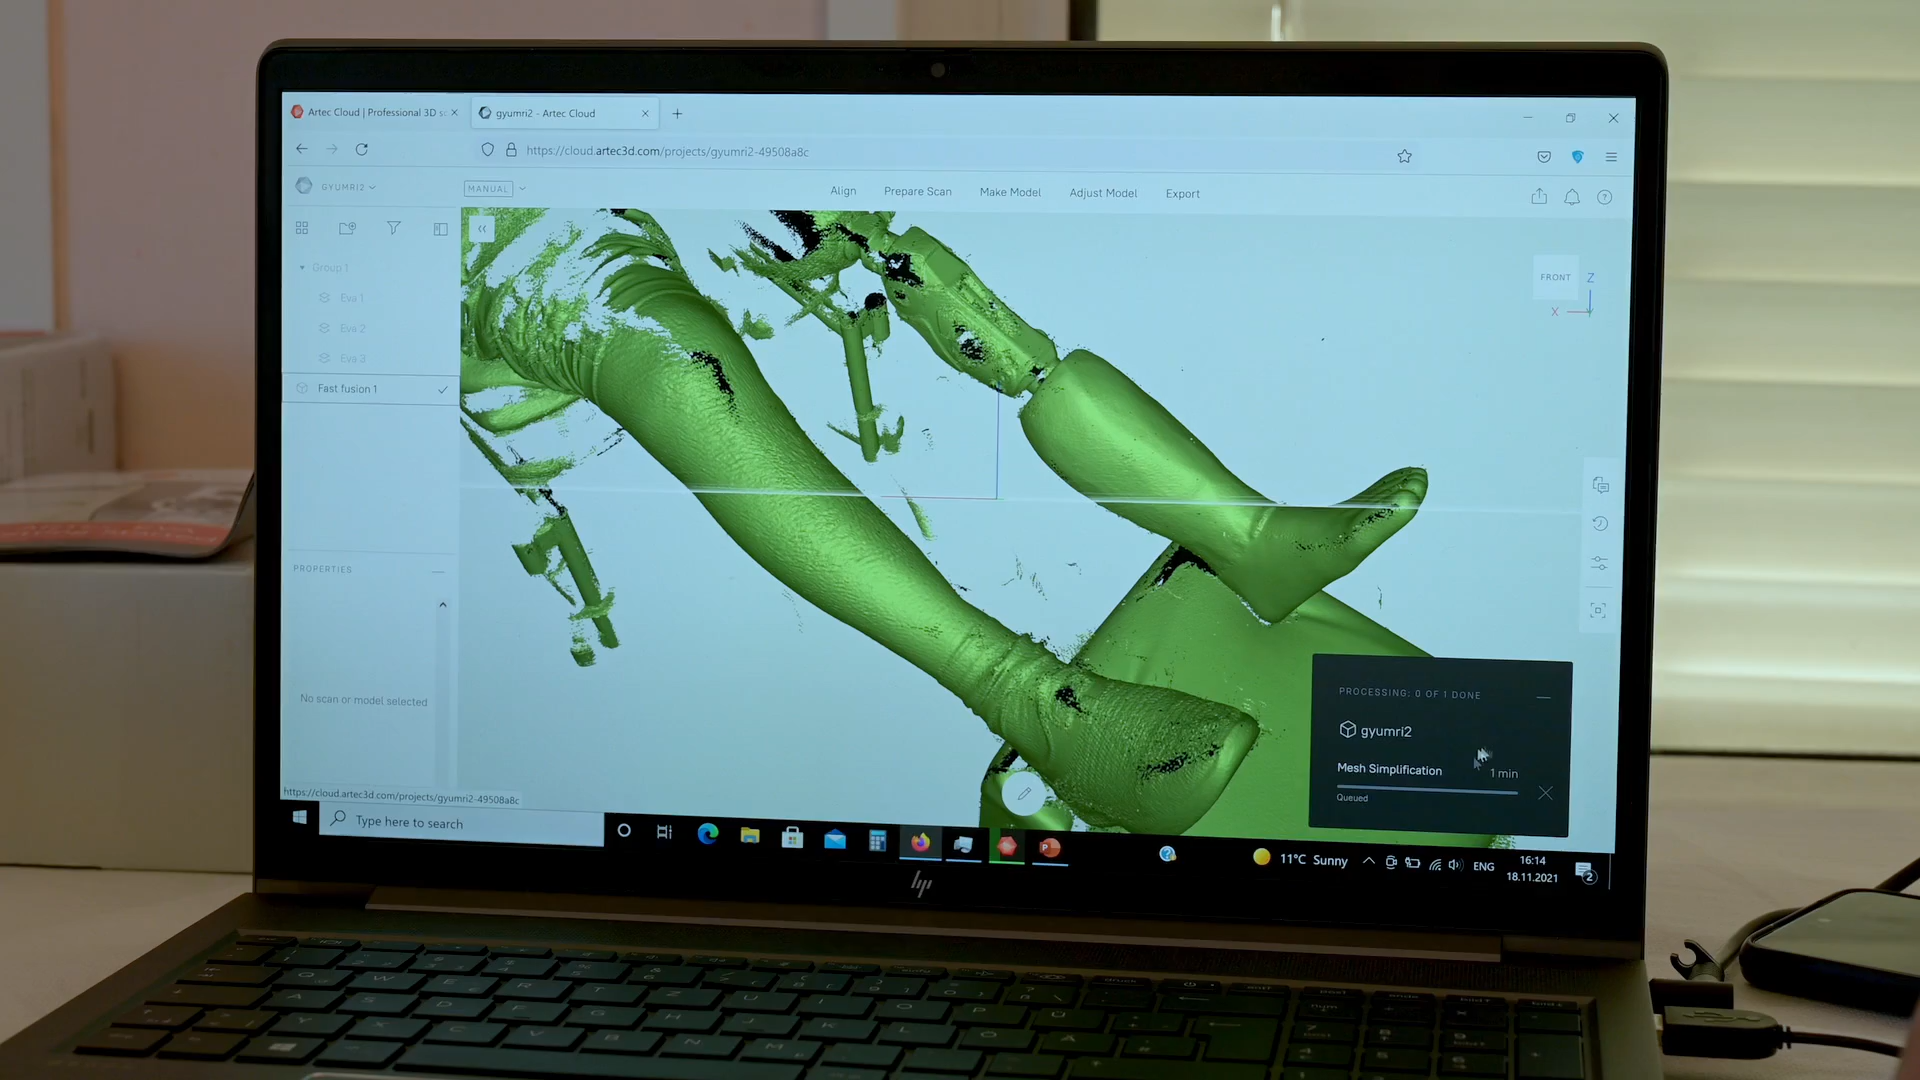 Artec Cloud | Professional 3D sc
gyumri2 - Artec Cloud
https://cloud.artec3d.com/projects/gyumri2-49508a8c
GYUMRI2
MANUAL
Align
Prepare Scan
Make Model
Adjust Model
Export
Group 1
Eva 1
Eva 2
Eva 3
Fast fusion 1
FRONT
Z
X
PROPERTIES
No scan or model selected
PROCESSING: 0 OF 1 DONE
gyumri2
Mesh Simplification
1 min
Queued
https://cloud.artec3d.com/projects/gyumri2-49508a8c
Type here to search
11°C Sunny
ENG
16:14
18.11.2021
2
hp
Q W E R T Z U I O P Ü
A S D F G H J K L Ö Ä
Y X C V B N M